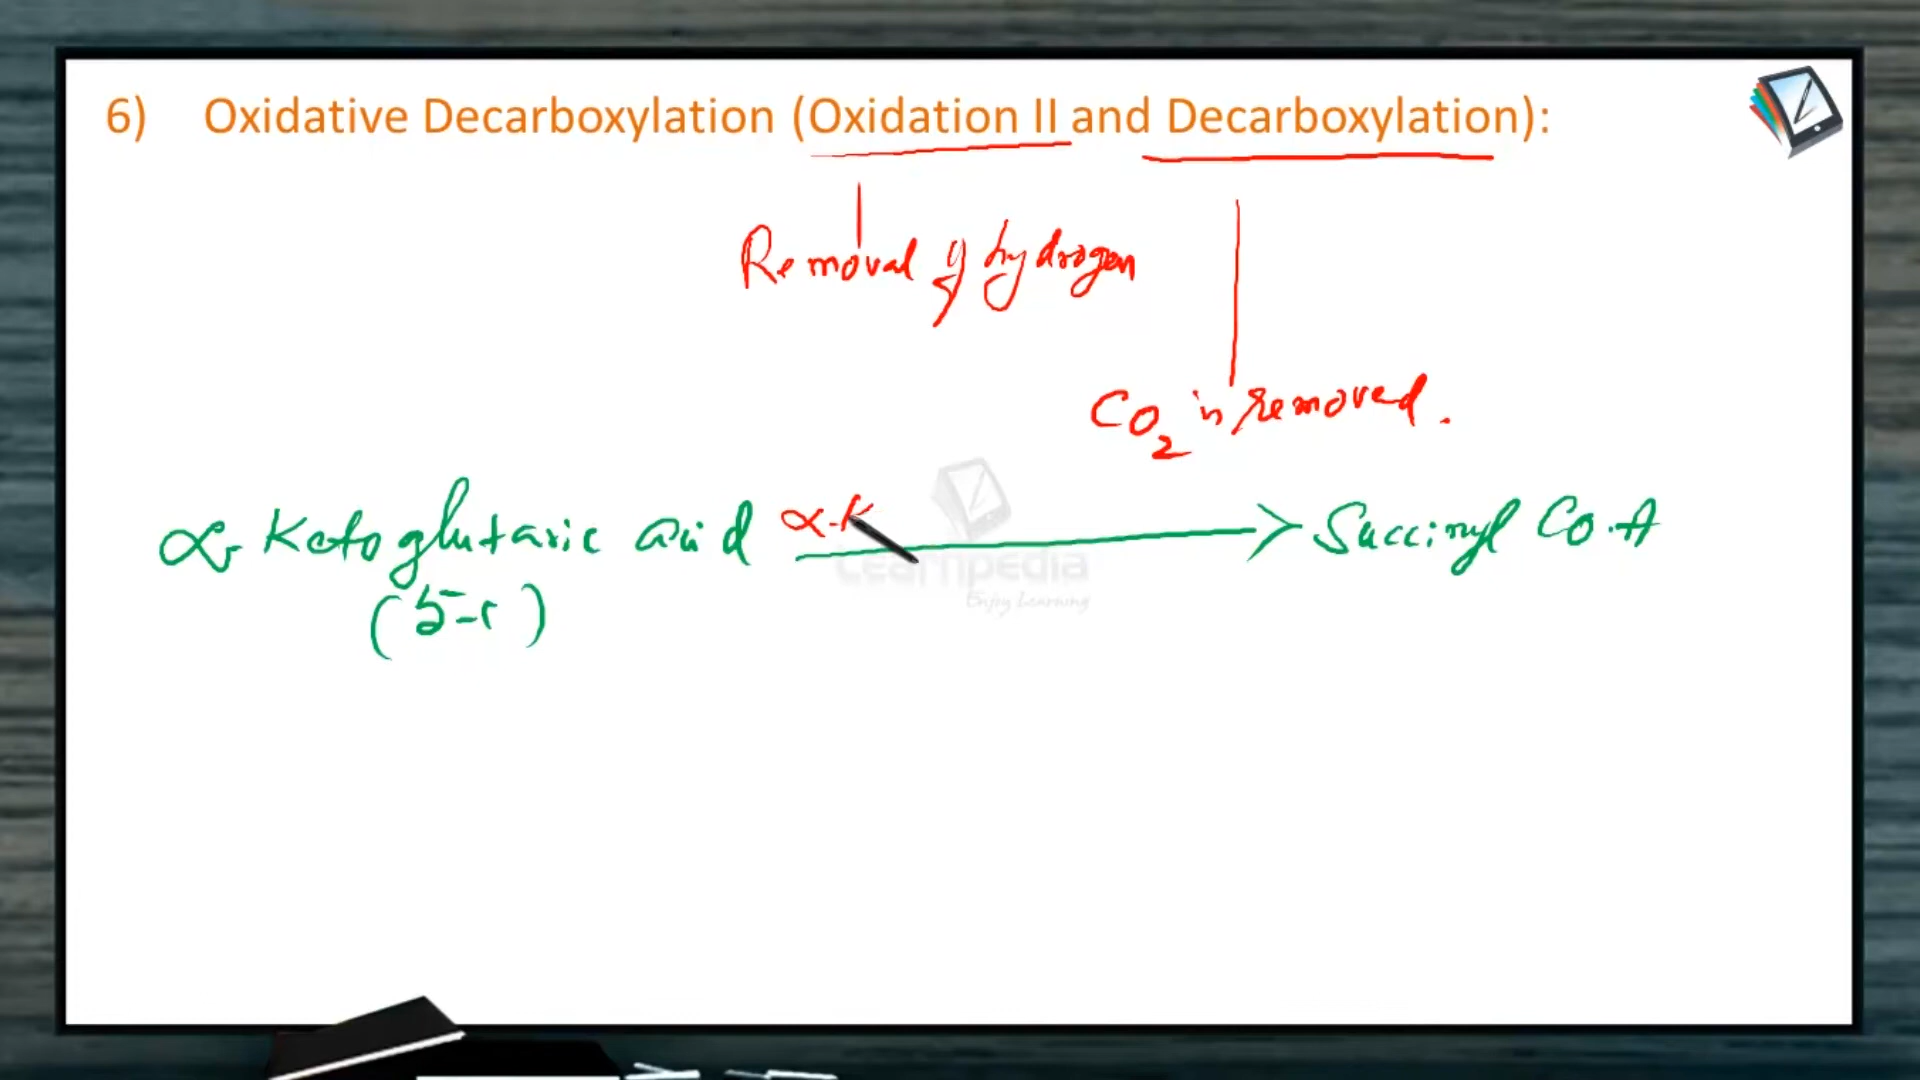 6) Oxidative Decarboxylation (Oxidation II and Decarboxylation):
Removal of hydrogen
CO2 is removed.
α-K
α-Ketoglutaric acid → Succinyl CO.A
(5-C)
Learnpedia
Enjoy Learning